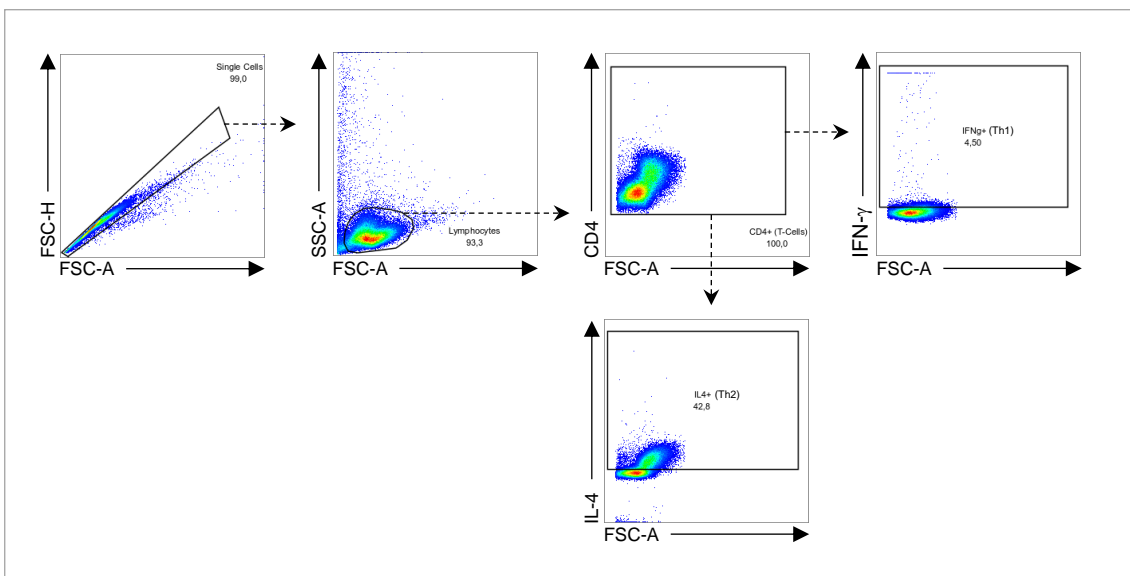 Single Cells
99,0
FSC-H
FSC-A
SSC-A
Lymphocytes
93,3
FSC-A
CD4
CD4+ (T-Cells)
100,0
FSC-A
IFN-γ
IFNg+ (Th1)
4,50
FSC-A
IL-4
IL4+ (Th2)
42,8
FSC-A